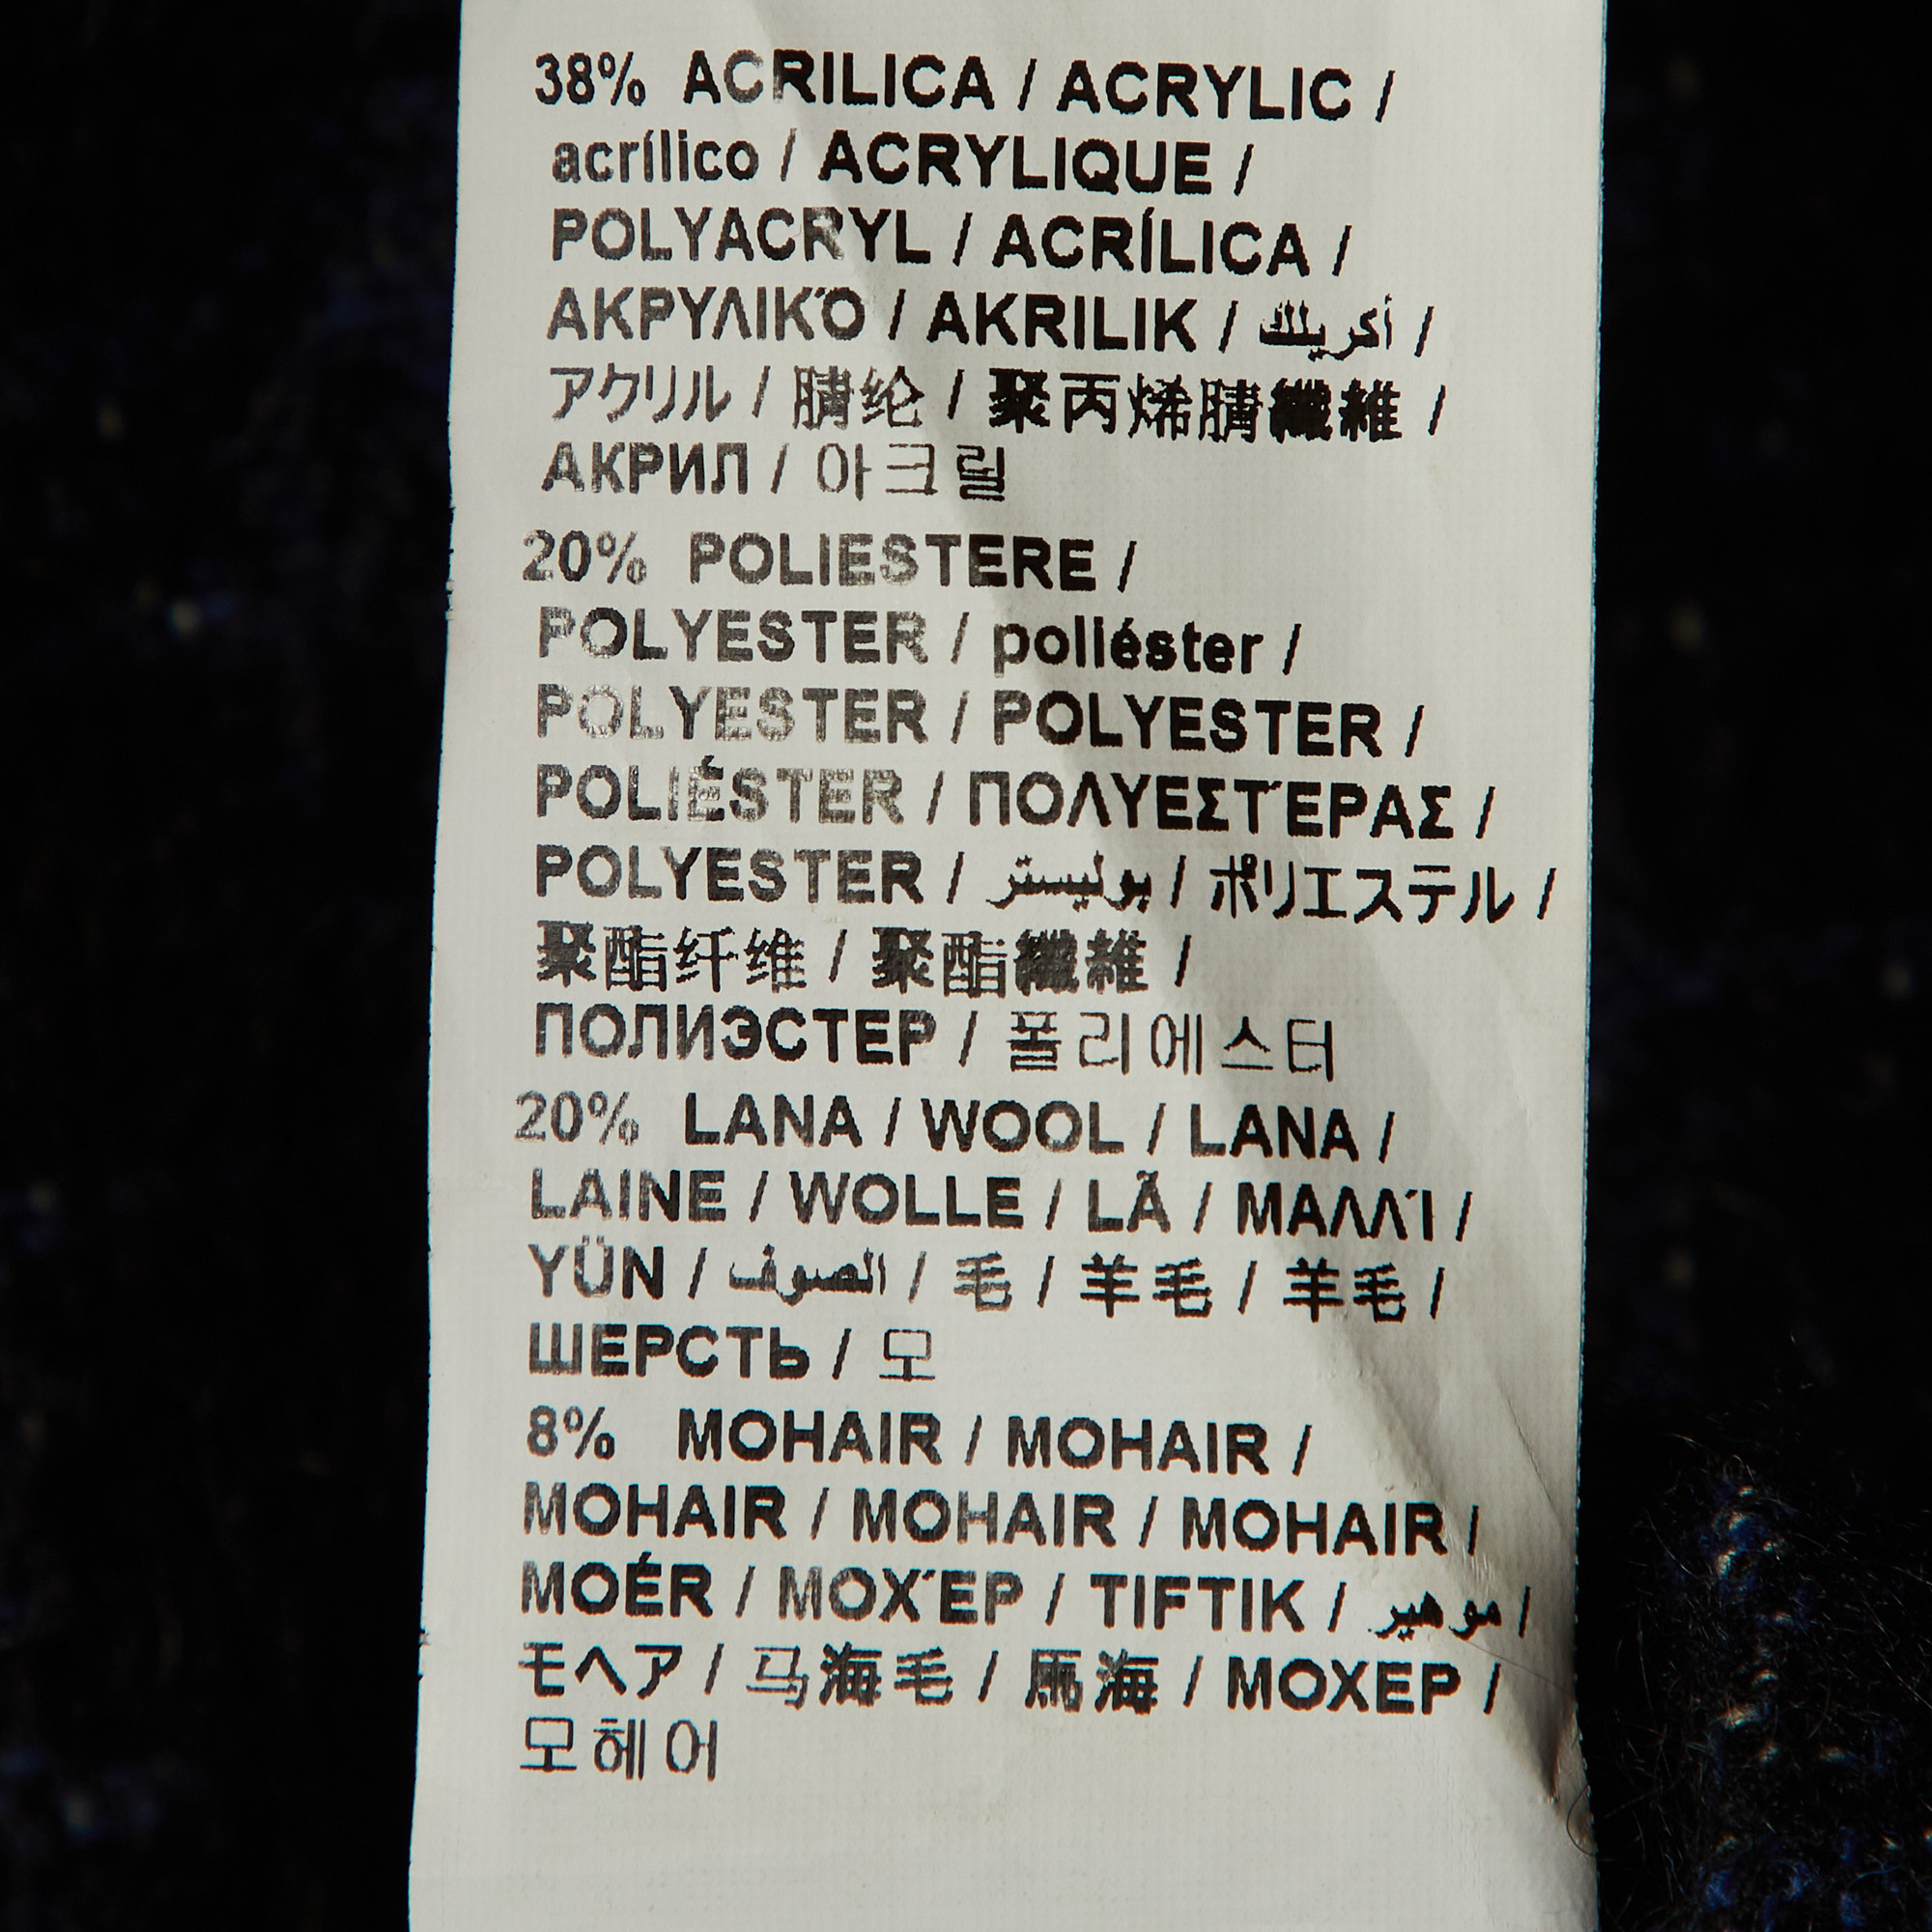 38% ACRILICA / ACRYLIC /
acrílico / ACRYLIQUE /
POLYACRYL / ACRÍLICA /
ΑΚΡΥΛΙΚΌ / AKRILIK / أكريلك /
アクリル / 腈纶 / 聚丙烯腈纖維 /
АКРИЛ / 아크릴
20% POLIESTERE /
POLYESTER / poliéster /
POLYESTER / POLYESTER /
POLIÉSTER / ΠΟΛΥΕΣΤΈΡΑΣ /
POLYESTER / بوليستر / ポリエステル /
聚酯纤维 / 聚酯纖維 /
ПОЛИЭСТЕР / 폴리에스터
20% LANA / WOOL / LANA /
LAINE / WOLLE / LÃ / ΜΑΛΛΊ /
YÜN / الصوف / 毛 / 羊毛 / 羊毛 /
ШЕРСТЬ / 모
8% MOHAIR / MOHAIR /
MOHAIR / MOHAIR / MOHAIR /
MOÉR / ΜΟΧΈΡ / TIFTIK / موهير /
モヘア / 马海毛 / 馬海 / МОХЕР /
모헤어